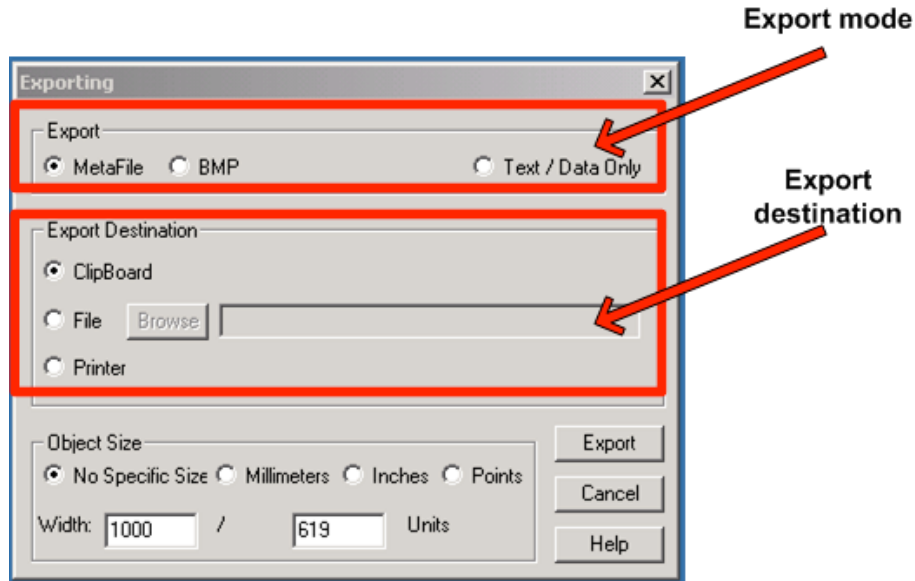 Export mode
Exporting
Export
MetaFile BMP Text / Data Only
Export
destination
Export Destination
ClipBoard
File Browse
Printer
Object Size
No Specific Size Millimeters Inches Points
Width: 1000 / 619 Units
Export
Cancel
Help